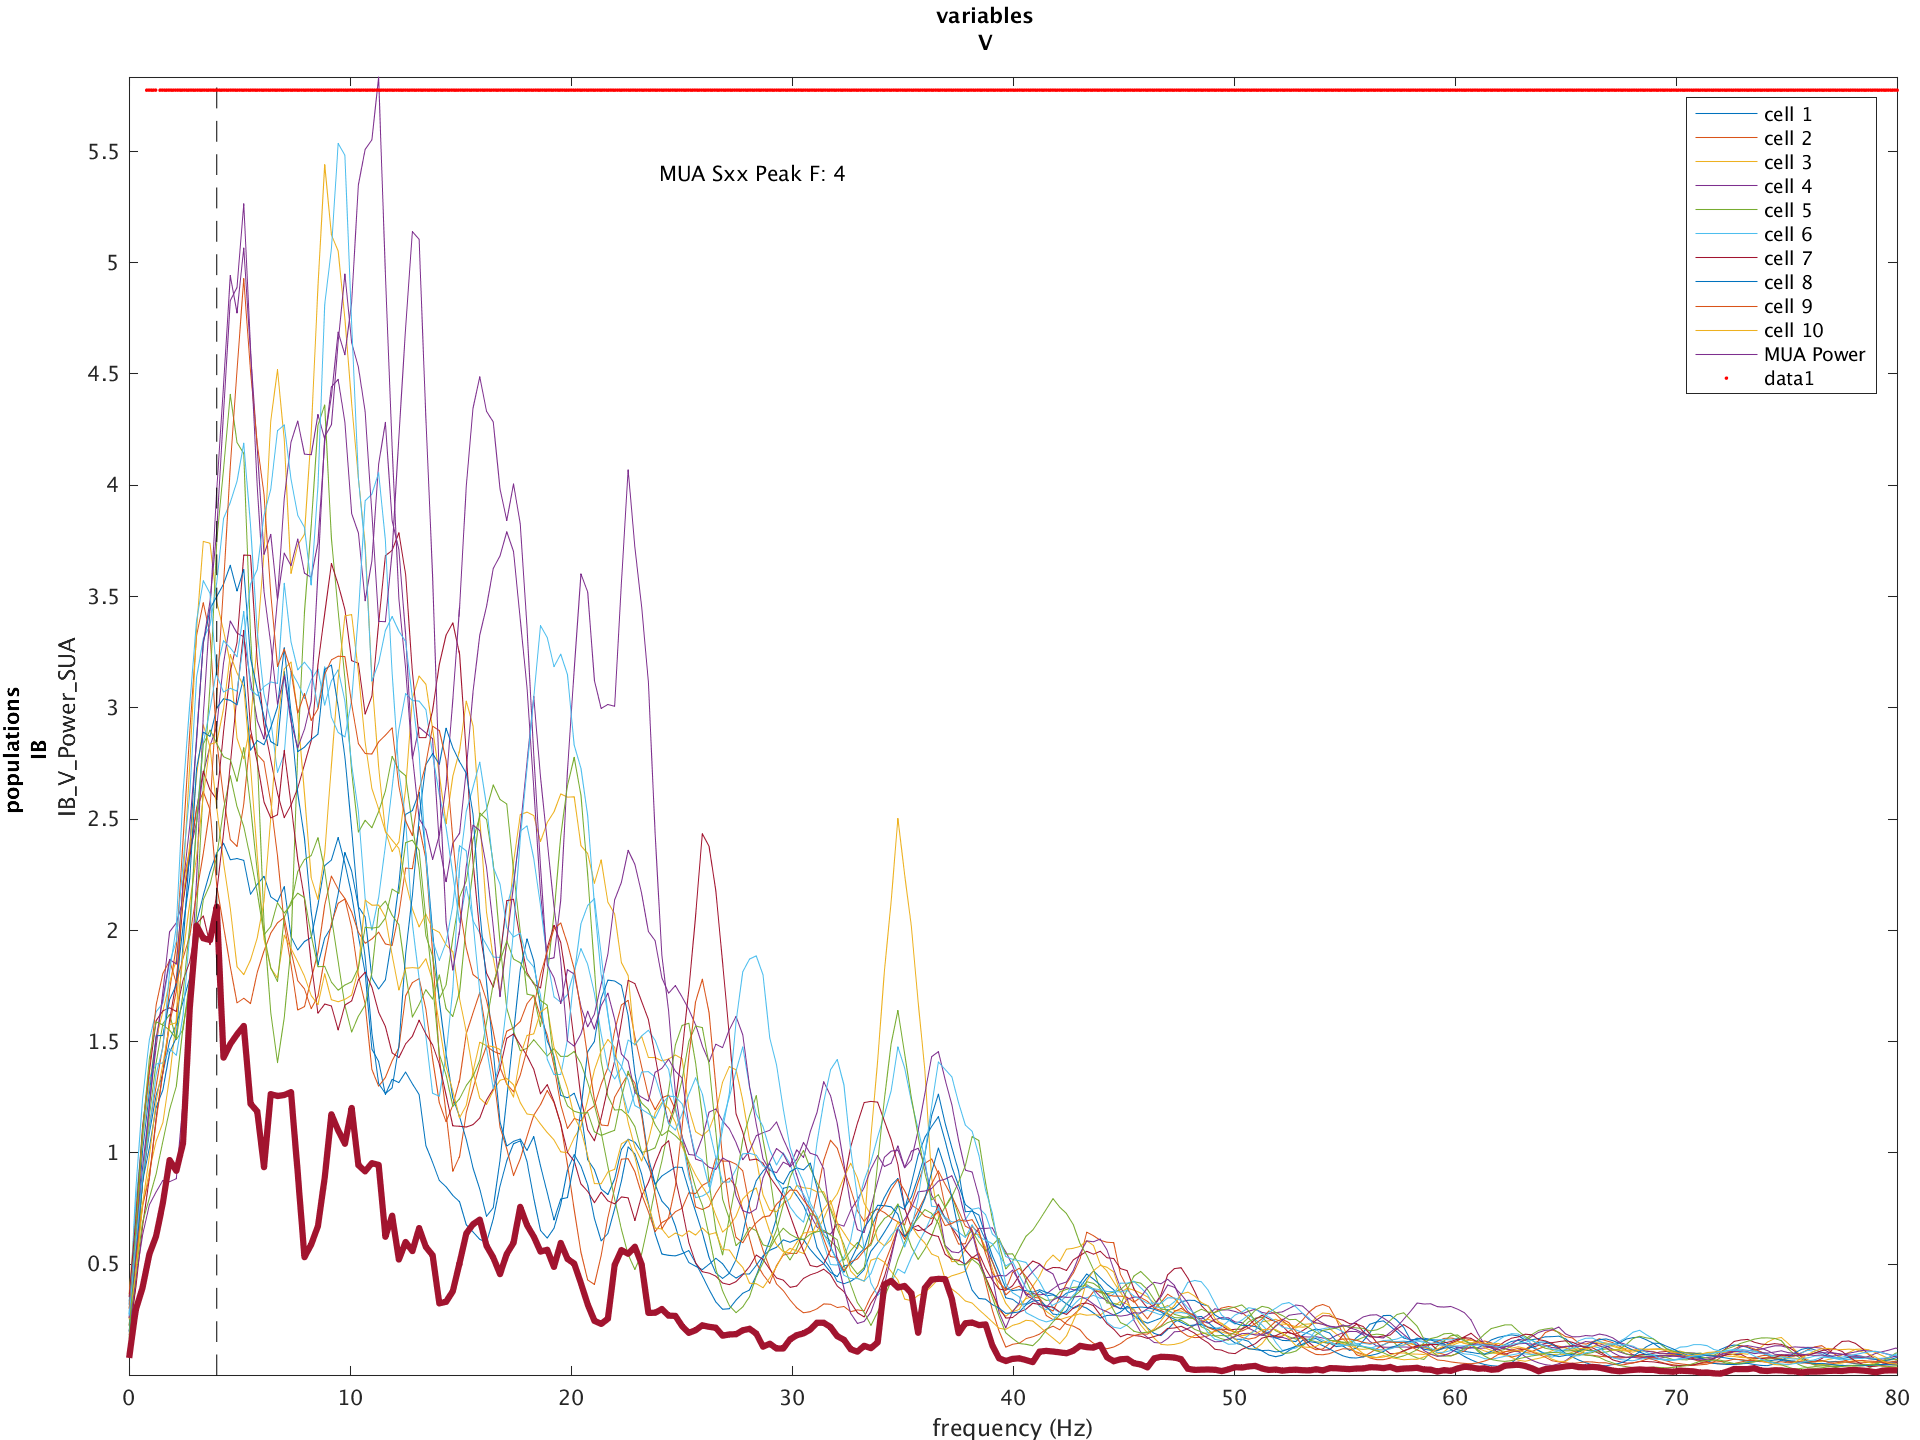 variables
V
MUA Sxx Peak F: 4
cell 1
cell 2
cell 3
cell 4
cell 5
cell 6
cell 7
cell 8
cell 9
cell 10
MUA Power
data1
populations
IB
IB_V_Power_SUA
5.5
5
4.5
4
3.5
3
2.5
2
1.5
1
0.5
0 10 20 30 40 50 60 70 80
frequency (Hz)